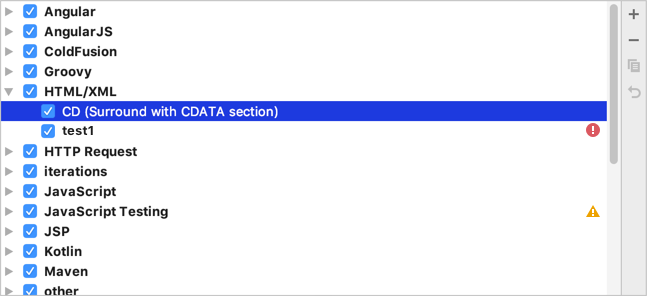 Angular
AngularJS
ColdFusion
Groovy
HTML/XML
CD (Surround with CDATA section)
test1
HTTP Request
iterations
JavaScript
JavaScript Testing
JSP
Kotlin
Maven
other